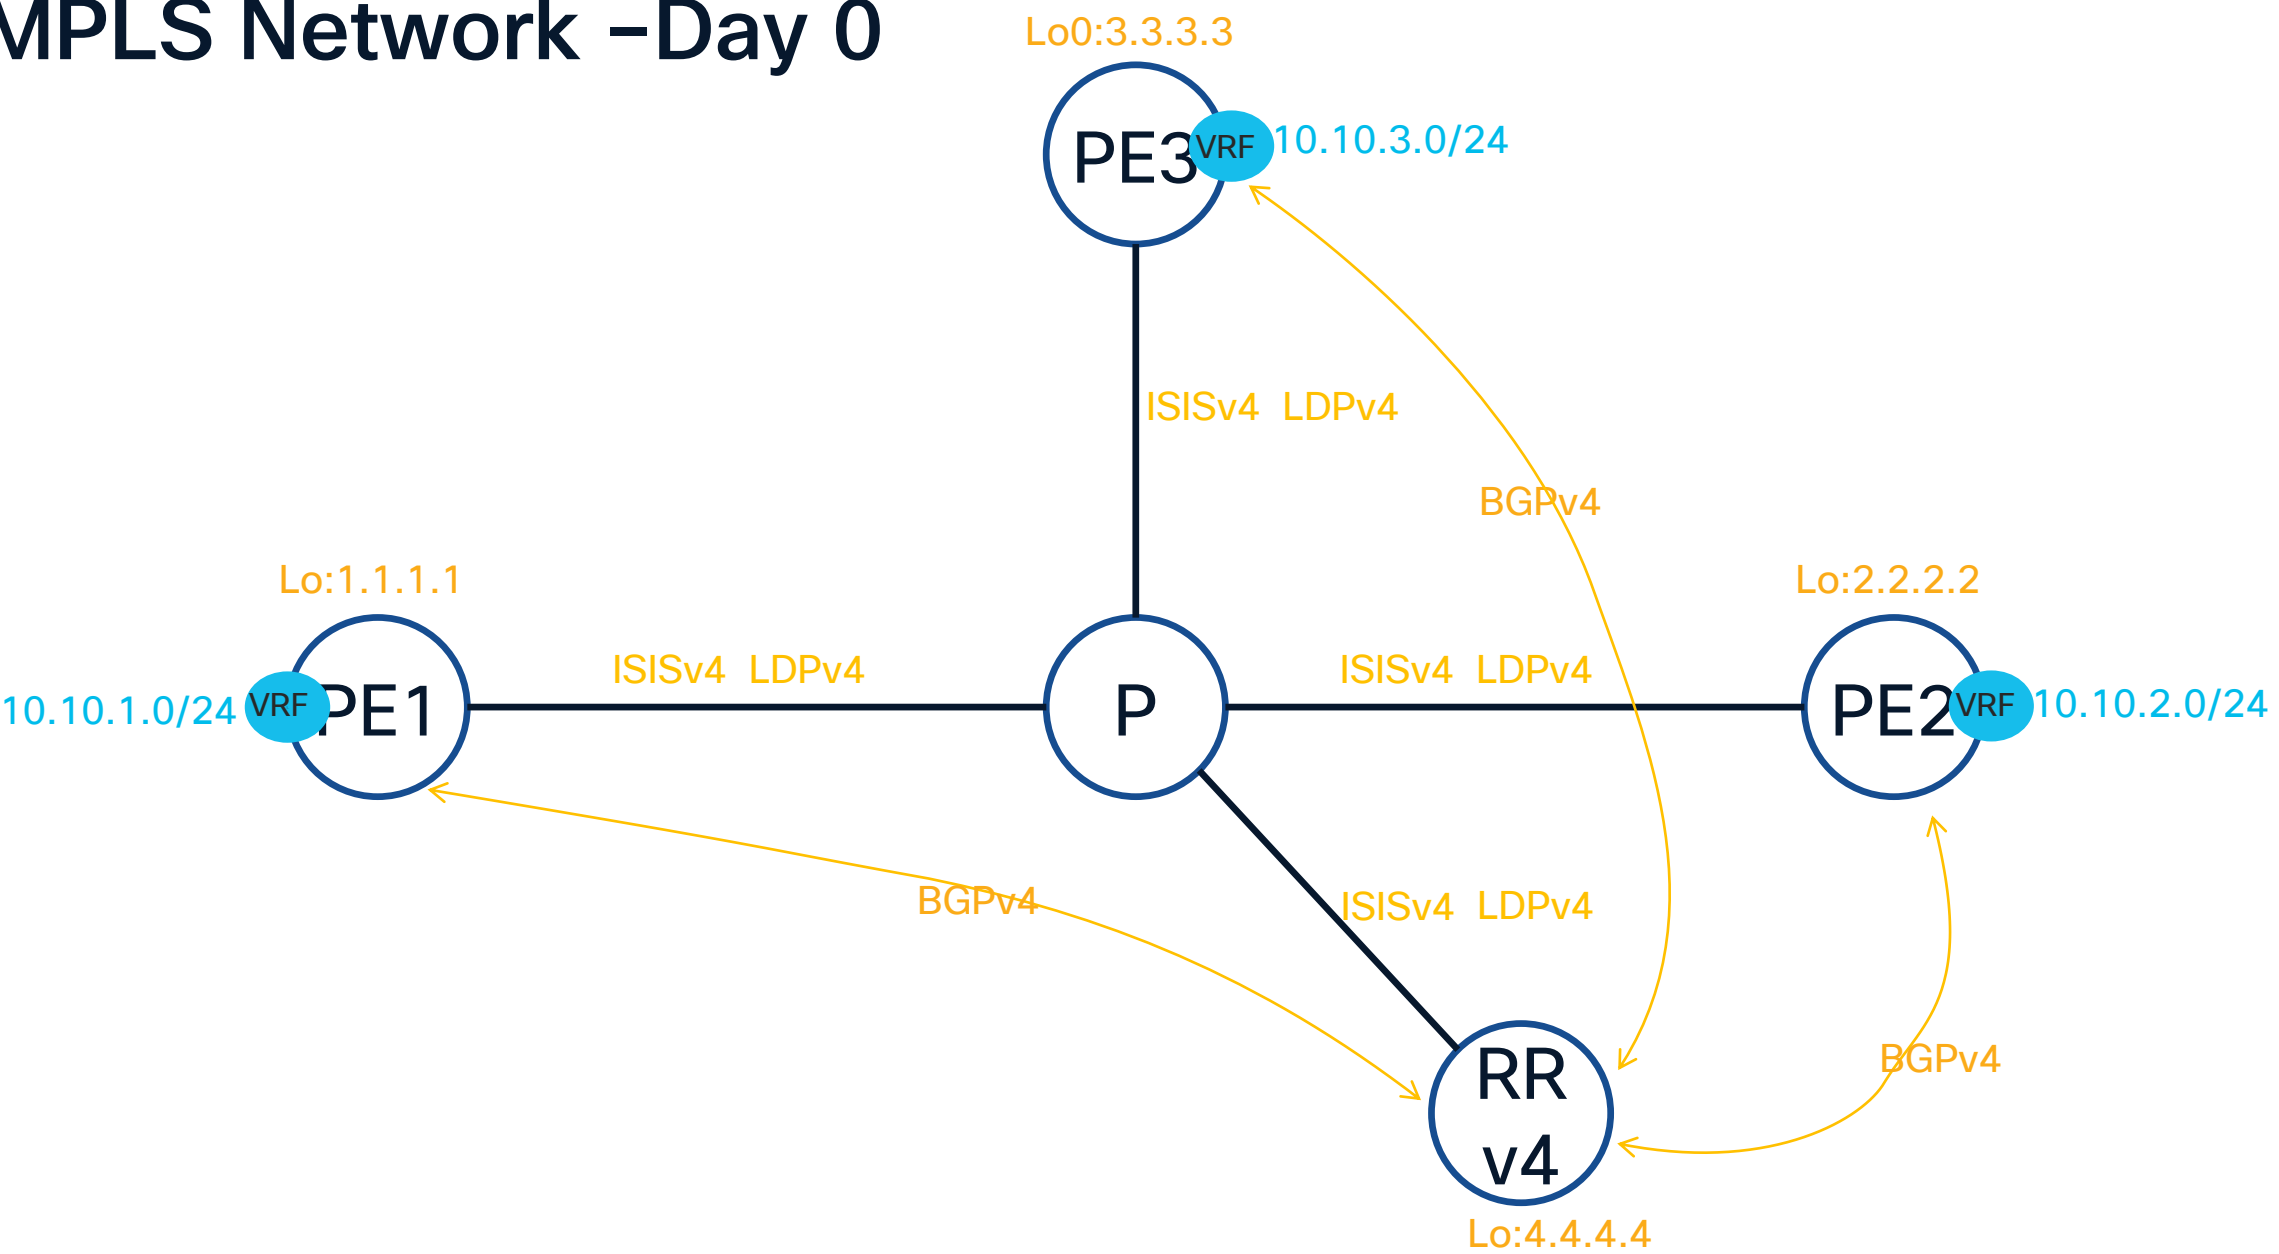 MPLS Network –Day 0
Lo0:3.3.3.3
PE3
VRF
10.10.3.0/24
ISISv4 LDPv4
BGPv4
Lo:1.1.1.1
Lo:2.2.2.2
10.10.1.0/24
VRF
PE1
ISISv4 LDPv4
P
ISISv4 LDPv4
PE2
VRF
10.10.2.0/24
BGPv4
ISISv4 LDPv4
RR
v4
BGPv4
Lo:4.4.4.4